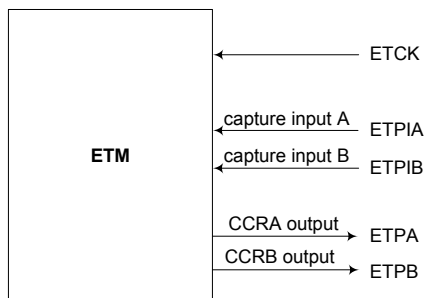 ETCK
capture input A
ETPIA
capture input B
ETPIB
ETM
CCRA output
ETPA
CCRB output
ETPB